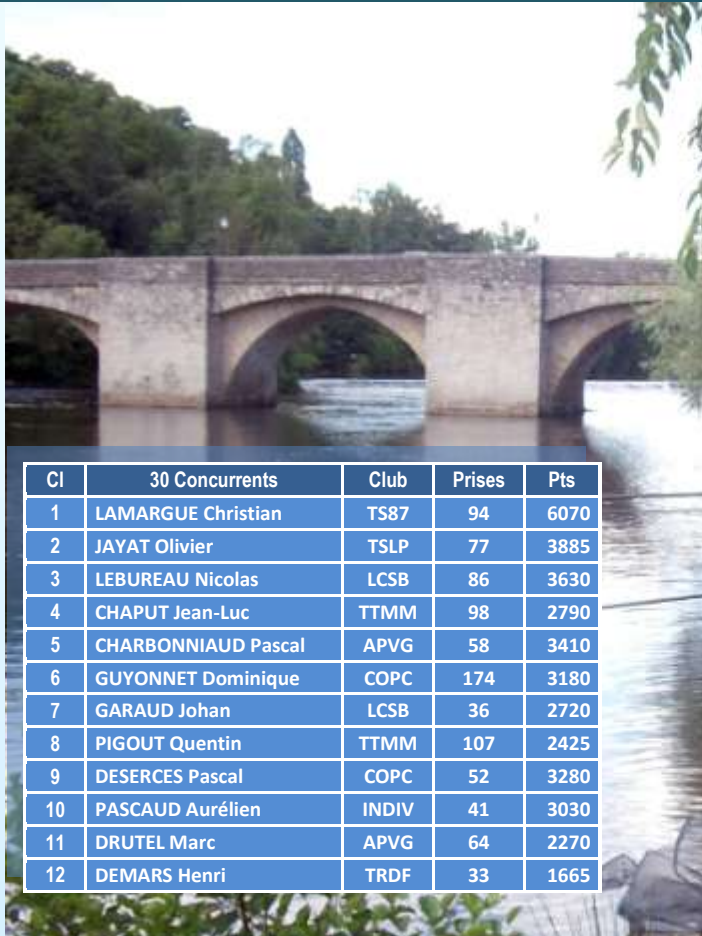 Cl 30 Concurrents Club Prises Pts
1 LAMARGUE Christian TS87 94 6070
2 JAYAT Olivier TSLP 77 3885
3 LEBUREAU Nicolas LCSB 86 3630
4 CHAPUT Jean-Luc TTMM 98 2790
5 CHARBONNIAUD Pascal APVG 58 3410
6 GUYONNET Dominique COPC 174 3180
7 GARAUD Johan LCSB 36 2720
8 PIGOUT Quentin TTMM 107 2425
9 DESERCES Pascal COPC 52 3280
10 PASCAUD Aurélien INDIV 41 3030
11 DRUTEL Marc APVG 64 2270
12 DEMARS Henri TRDF 33 1665